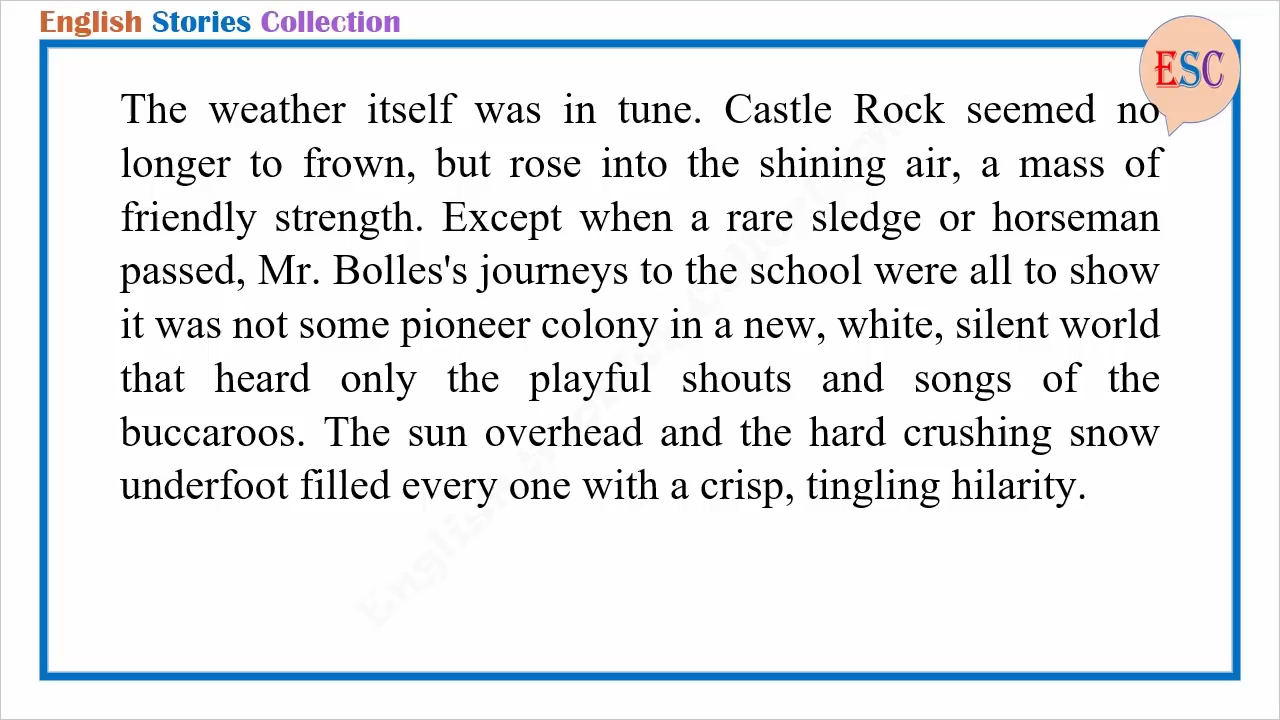 English Stories Collection
ESC
The weather itself was in tune. Castle Rock seemed no
longer to frown, but rose into the shining air, a mass of
friendly strength. Except when a rare sledge or horseman
passed, Mr. Bolles's journeys to the school were all to show
it was not some pioneer colony in a new, white, silent world
that heard only the playful shouts and songs of the
buccaroos. The sun overhead and the hard crushing snow
underfoot filled every one with a crisp, tingling hilarity.